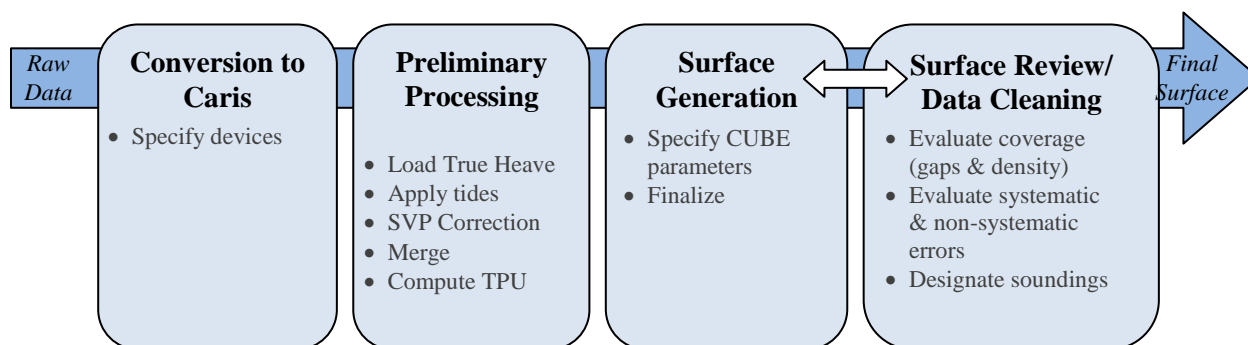 Raw
Data
Conversion to
Caris
• Specify devices
Preliminary
Processing
• Load True Heave
• Apply tides
• SVP Correction
• Merge
• Compute TPU
Surface
Generation
• Specify CUBE
parameters
• Finalize
Surface Review/
Data Cleaning
• Evaluate coverage
(gaps & density)
• Evaluate systematic
& non-systematic
errors
• Designate soundings
Final
Surface